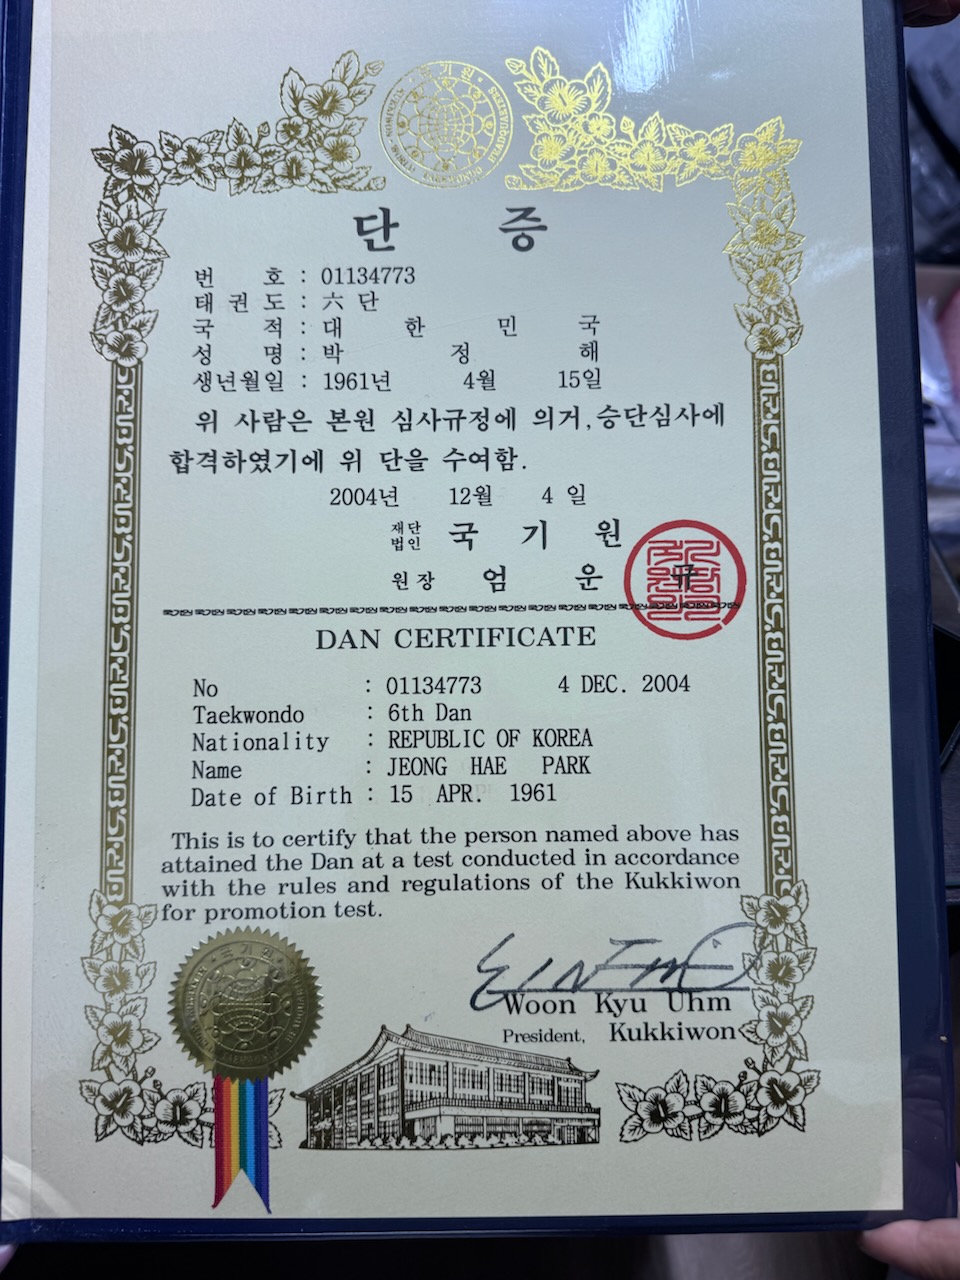 단 증
번 호 : 01134773
태 권 도 : 六 단
국 적 : 대 한 민 국
성 명 : 박 정 해
생년월일 : 1961년 4월 15일
위 사람은 본원 심사규정에 의거, 승단심사에
합격하였기에 위 단을 수여함.
2004년 12월 4 일
재단
법인 국 기 원
원장 엄 운 규
DAN CERTIFICATE
No : 01134773 4 DEC. 2004
Taekwondo : 6th Dan
Nationality : REPUBLIC OF KOREA
Name : JEONG HAE PARK
Date of Birth : 15 APR. 1961
This is to certify that the person named above has
attained the Dan at a test conducted in accordance
with the rules and regulations of the Kukkiwon
for promotion test.
Woon Kyu Uhm
President, Kukkiwon